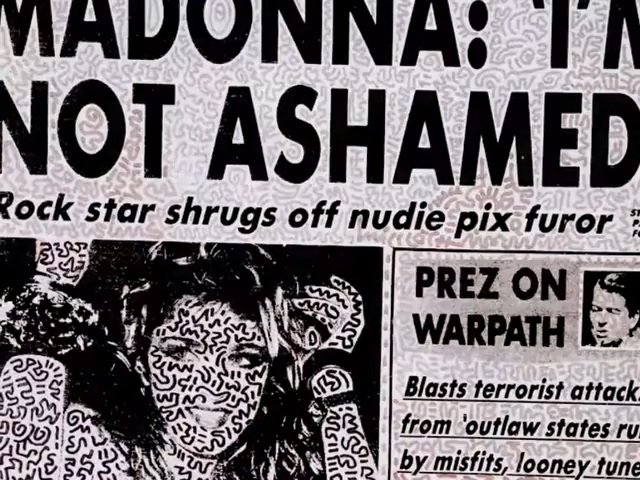 MADONNA: 'I'M
NOT ASHAMED
Rock star shrugs off nudie pix furor
PREZ ON
WARPATH
Blasts terrorist attack
from 'outlaw states ru
by misfits, looney tune